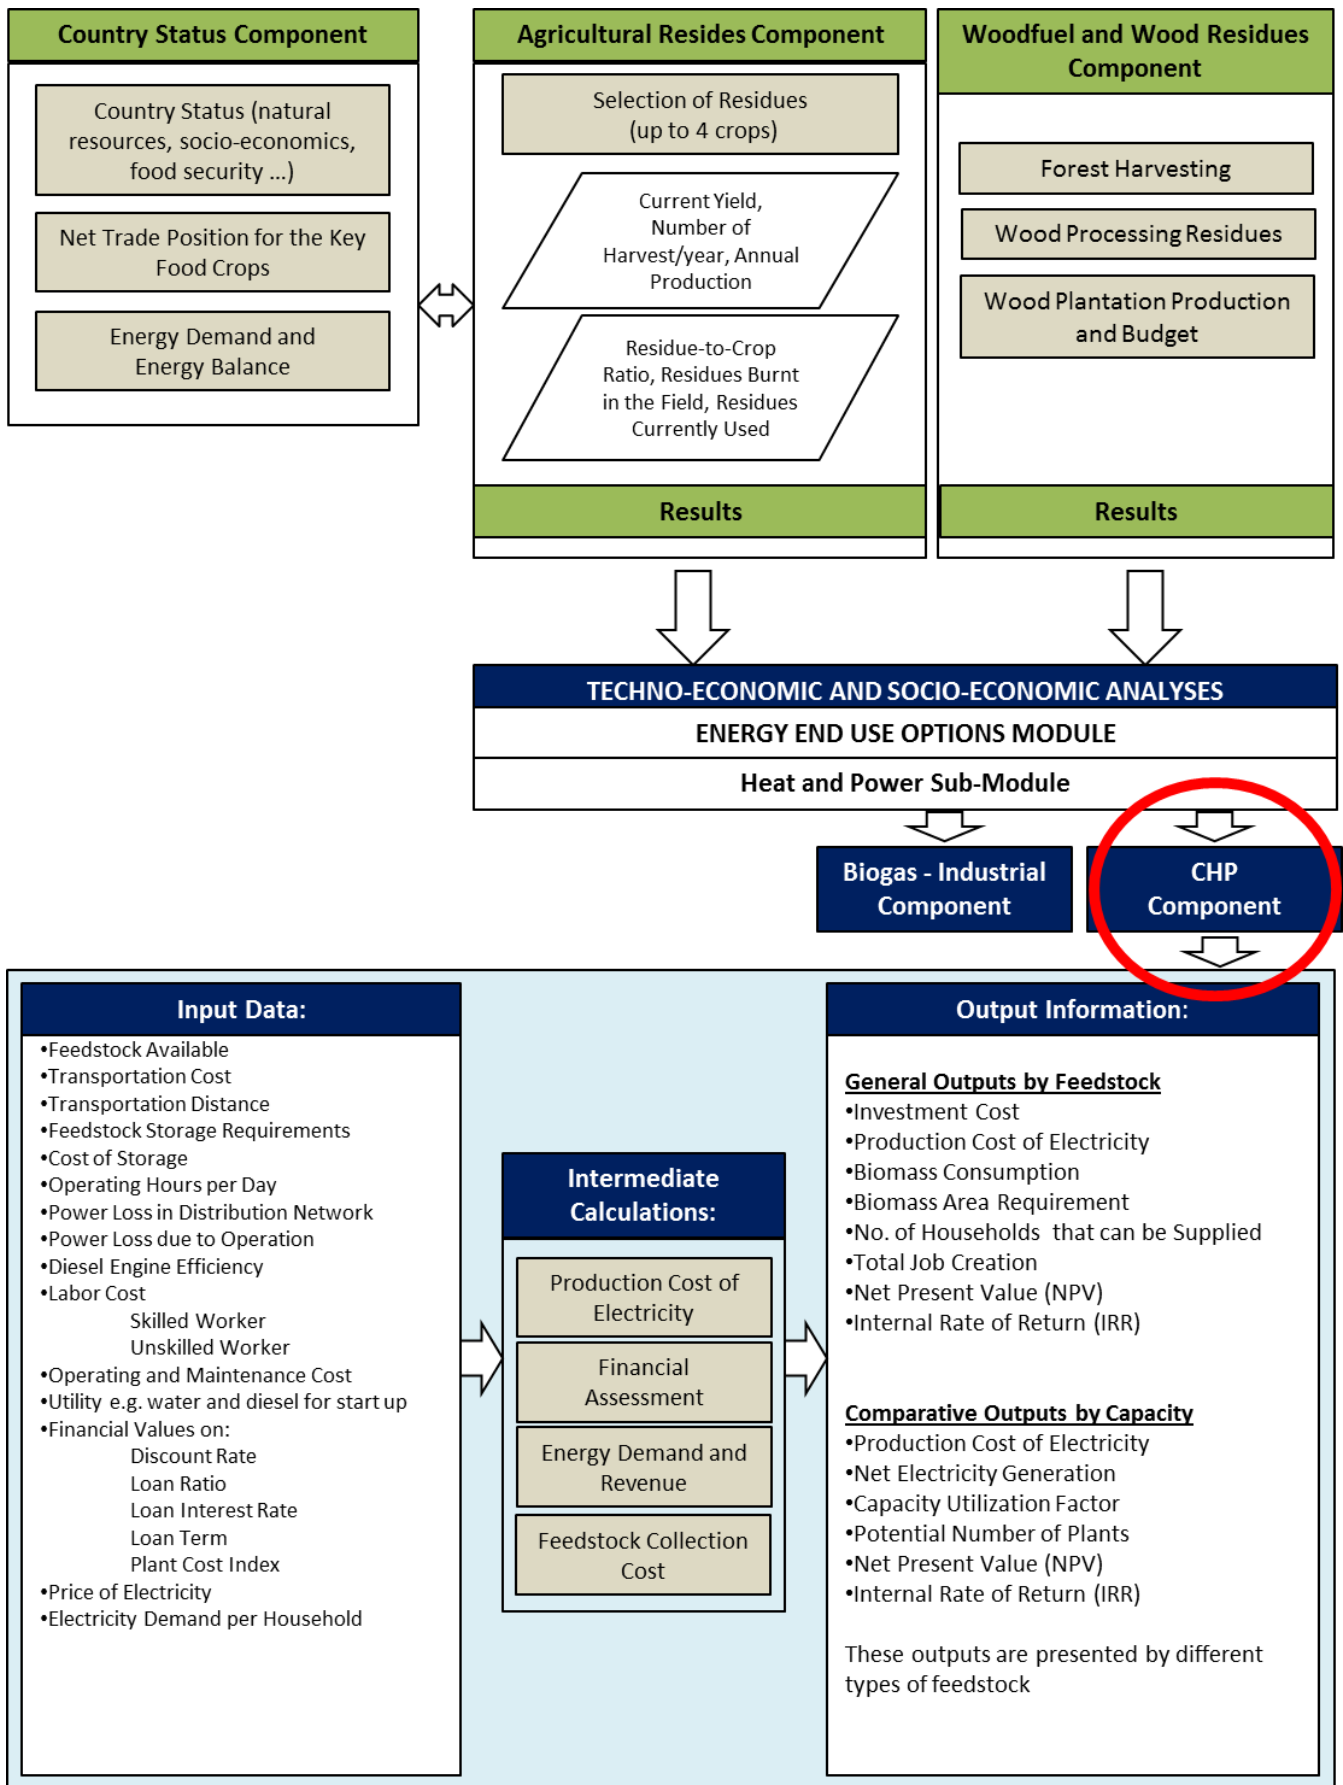 Country Status Component
Country Status (natural
resources, socio-economics,
food security ...)
Net Trade Position for the Key
Food Crops
Energy Demand and
Energy Balance
Agricultural Resides Component
Selection of Residues
(up to 4 crops)
Current Yield,
Number of
Harvest/year, Annual
Production
Residue-to-Crop
Ratio, Residues Burnt
in the Field, Residues
Currently Used
Results
Woodfuel and Wood Residues
Component
Forest Harvesting
Wood Processing Residues
Wood Plantation Production
and Budget
Results
TECHNO-ECONOMIC AND SOCIO-ECONOMIC ANALYSES
ENERGY END USE OPTIONS MODULE
Heat and Power Sub-Module
Biogas - Industrial
Component
CHP
Component
Input Data:
•Feedstock Available
•Transportation Cost
•Transportation Distance
•Feedstock Storage Requirements
•Cost of Storage
•Operating Hours per Day
•Power Loss in Distribution Network
•Power Loss due to Operation
•Diesel Engine Efficiency
•Labor Cost
Skilled Worker
Unskilled Worker
•Operating and Maintenance Cost
•Utility e.g. water and diesel for start up
•Financial Values on:
Discount Rate
Loan Ratio
Loan Interest Rate
Loan Term
Plant Cost Index
•Price of Electricity
•Electricity Demand per Household
Intermediate
Calculations:
Production Cost of
Electricity
Financial
Assessment
Energy Demand and
Revenue
Feedstock Collection
Cost
Output Information:
General Outputs by Feedstock
•Investment Cost
•Production Cost of Electricity
•Biomass Consumption
•Biomass Area Requirement
•No. of Households that can be Supplied
•Total Job Creation
•Net Present Value (NPV)
•Internal Rate of Return (IRR)
Comparative Outputs by Capacity
•Production Cost of Electricity
•Net Electricity Generation
•Capacity Utilization Factor
•Potential Number of Plants
•Net Present Value (NPV)
•Internal Rate of Return (IRR)
These outputs are presented by different
types of feedstock